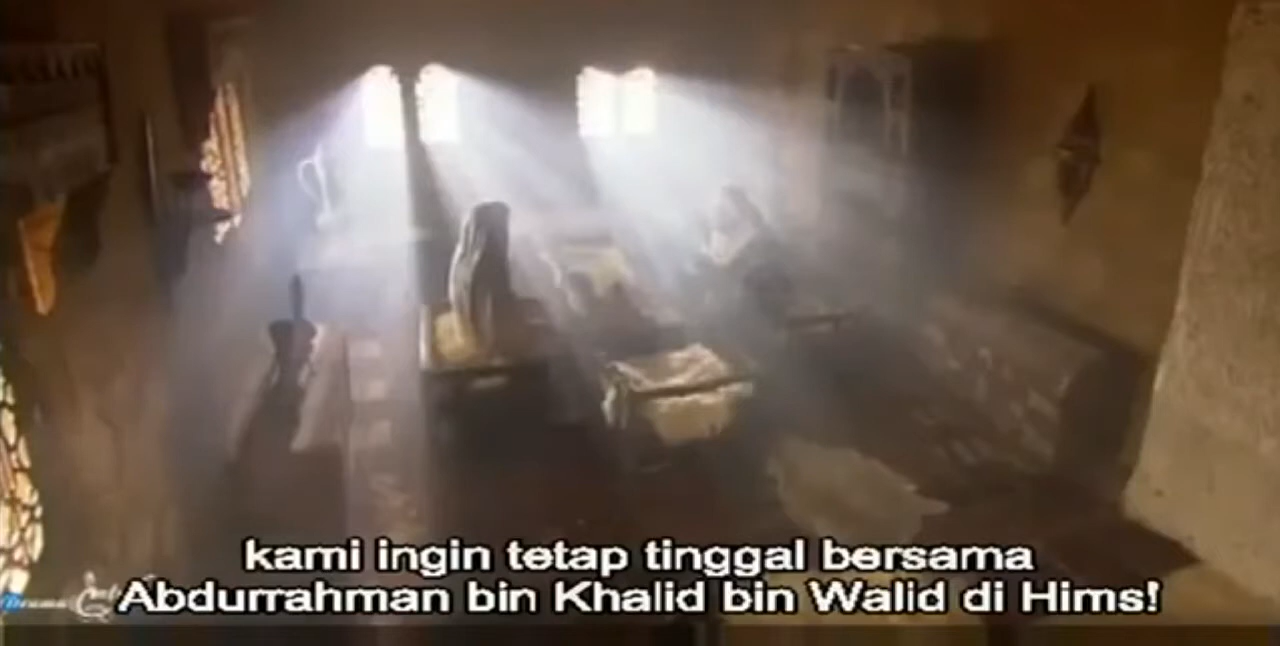 kami ingin tetap tinggal bersama
Abdurrahman bin Khalid bin Walid di Hims!